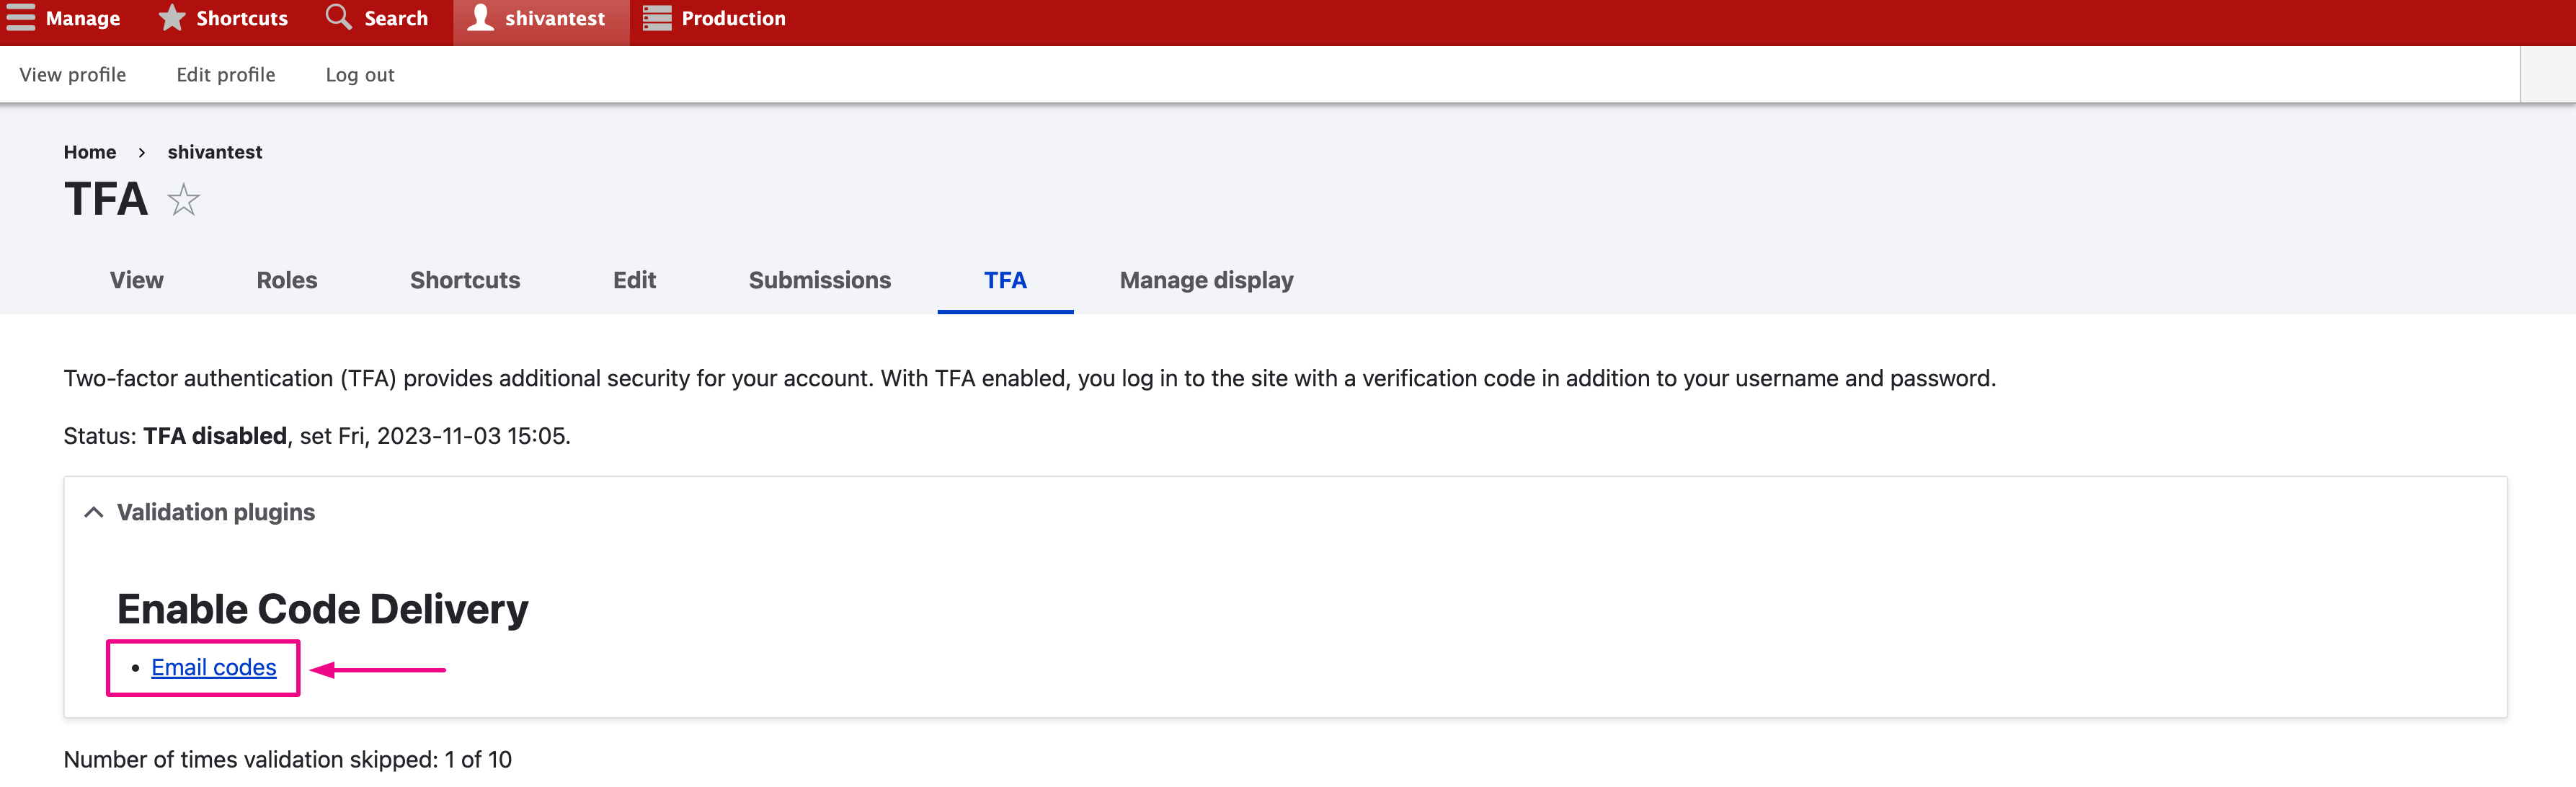 Manage Shortcuts Search shivantest Production
View profile Edit profile Log out
Home › shivantest
TFA
View Roles Shortcuts Edit Submissions TFA Manage display
Two-factor authentication (TFA) provides additional security for your account. With TFA enabled, you log in to the site with a verification code in addition to your username and password.
Status: TFA disabled, set Fri, 2023-11-03 15:05.
Validation plugins
Enable Code Delivery
• Email codes
Number of times validation skipped: 1 of 10